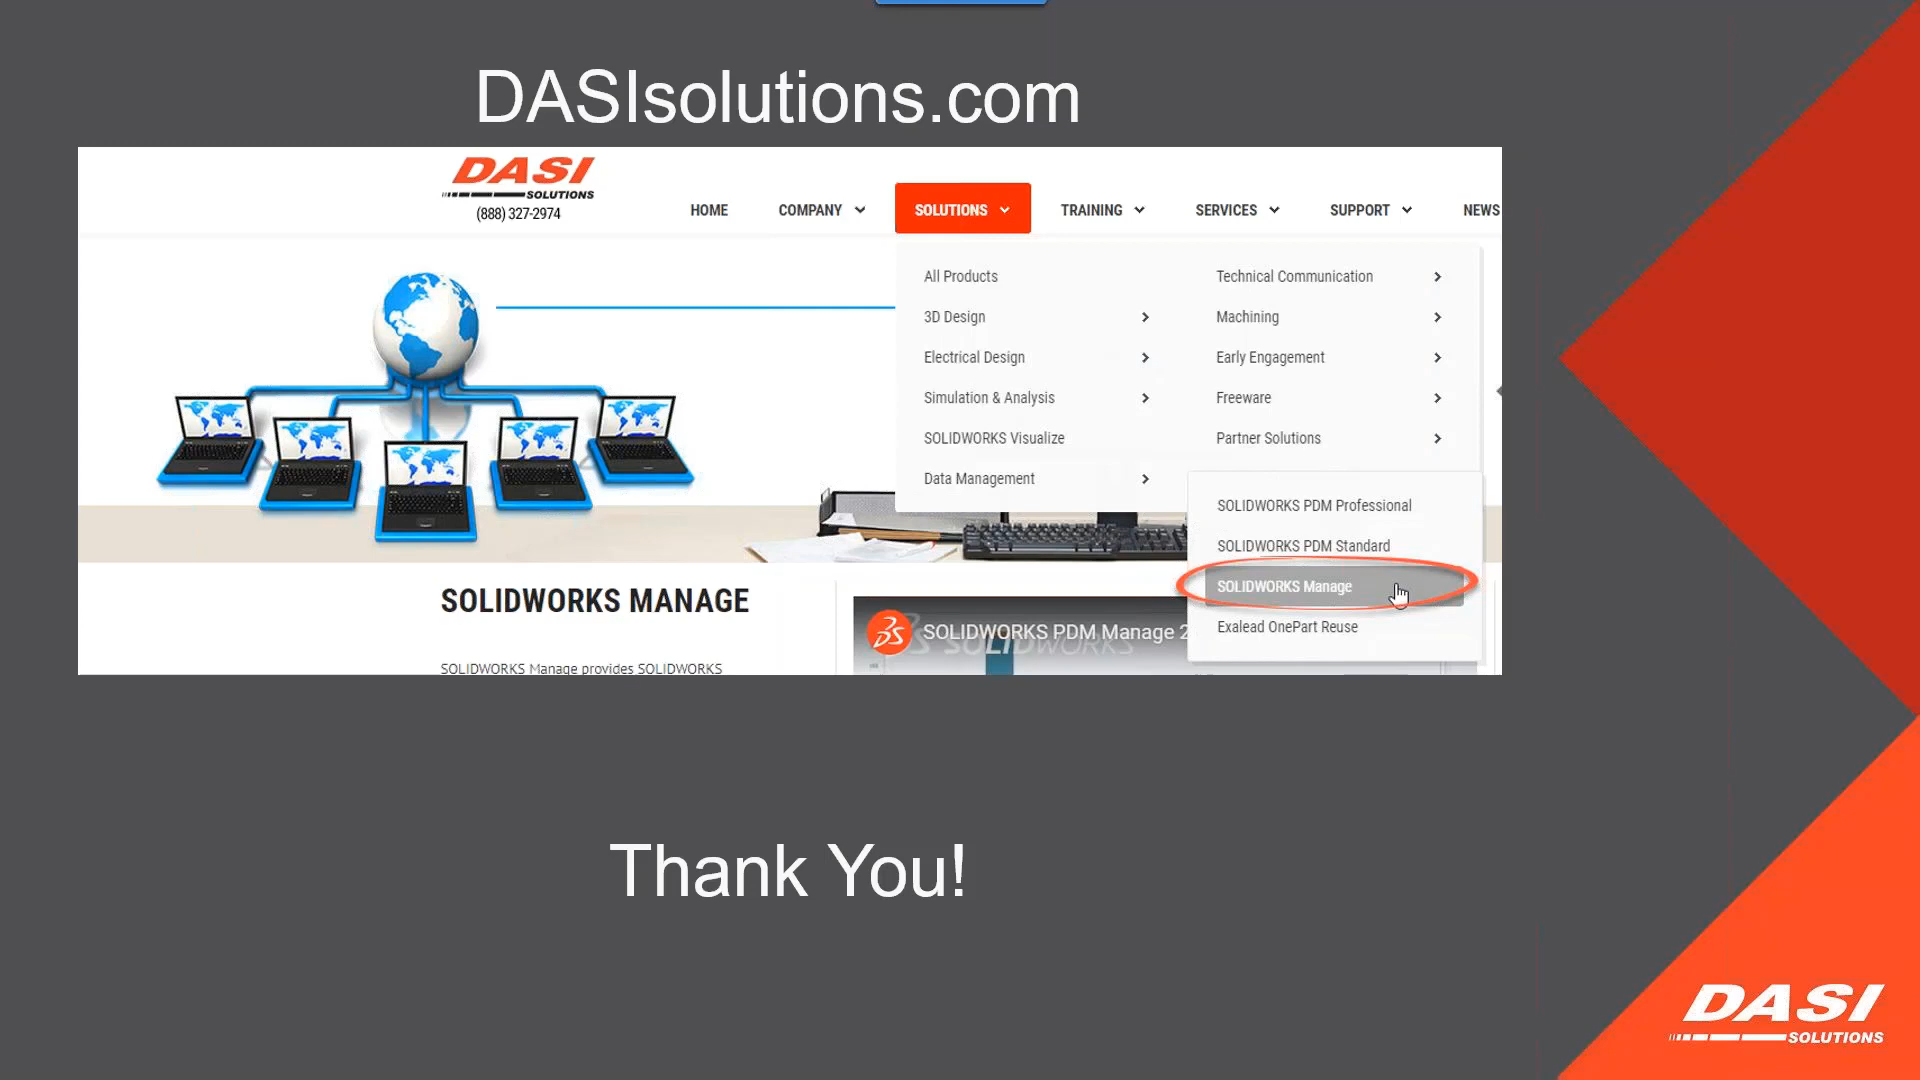 DASIsolutions.com
DASI
SOLUTIONS
(888) 327-2974
HOME COMPANY SOLUTIONS TRAINING SERVICES SUPPORT NEWS
All Products
3D Design
Electrical Design
Simulation & Analysis
SOLIDWORKS Visualize
Data Management
Technical Communication
Machining
Early Engagement
Freeware
Partner Solutions
SOLIDWORKS PDM Professional
SOLIDWORKS PDM Standard
SOLIDWORKS Manage
Exalead OnePart Reuse
SOLIDWORKS MANAGE
SOLIDWORKS Manage provides SOLIDWORKS
SOLIDWORKS PDM Manage 2
SOLIDWORKS
Thank You!
DASI
SOLUTIONS